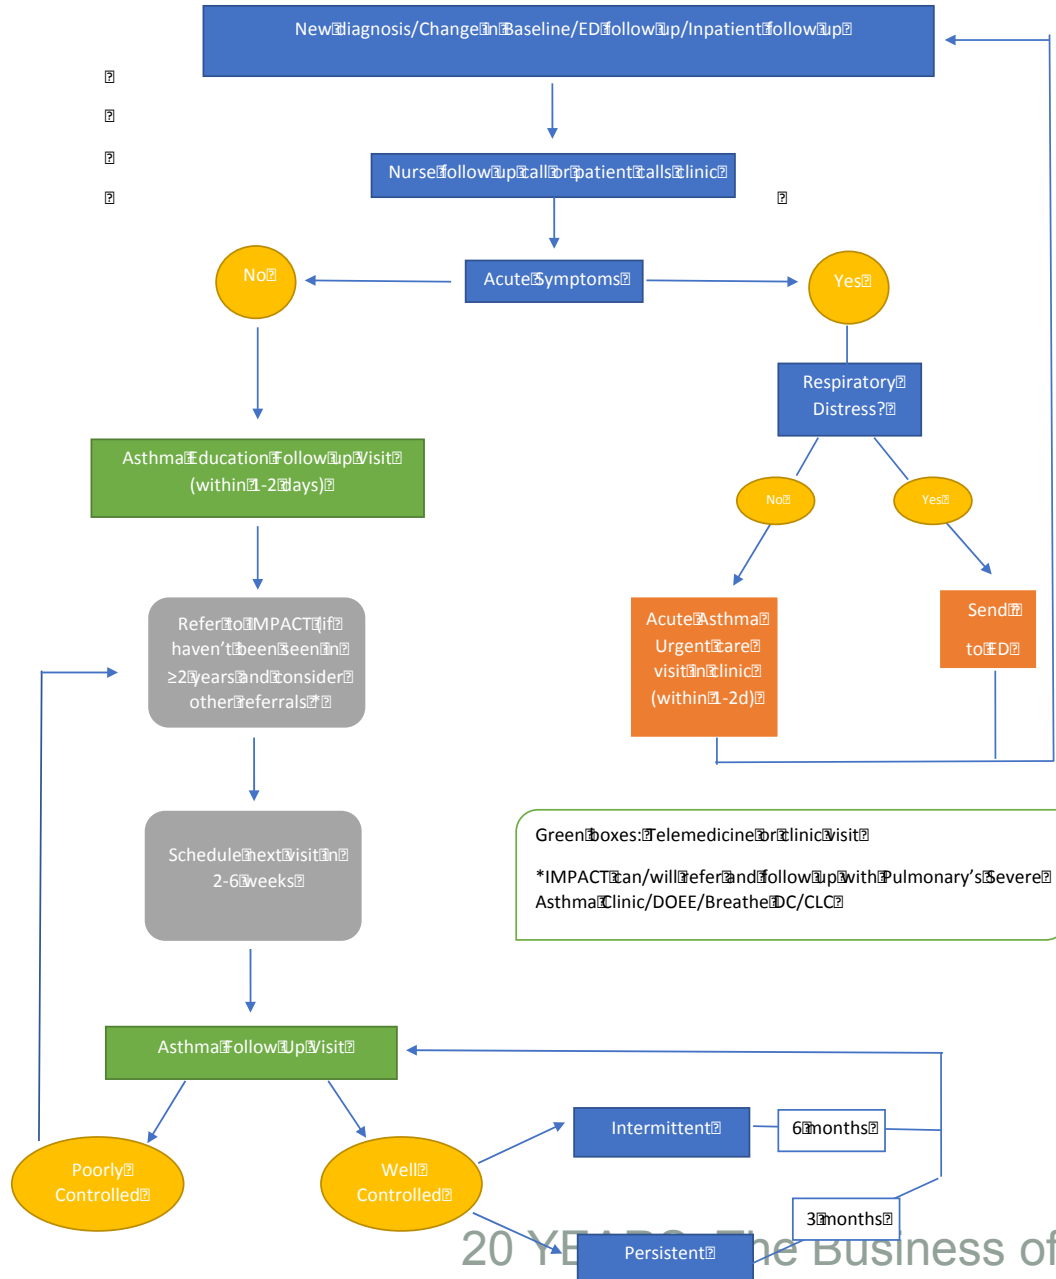 New diagnosis/Change in Baseline/ED follow up/Inpatient follow up
Nurse follow up call or patient calls clinic
No
Acute Symptoms
Yes
Respiratory
Distress?
Asthma Education Follow up Visit
(within 1-2 days)
No
Yes
Refer to IMPACT (if
haven't been seen in
≥2 years and consider
other referrals *
Acute Asthma
Urgent care
visit in clinic
(within 1-2d)
Send
to ED
Schedule next visit in
2-6 weeks
Green boxes: Telemedicine or clinic visit
*IMPACT can/will refer and follow up with Pulmonary's Severe
Asthma Clinic/DOEE/Breathe DC/CLC
Asthma Follow Up Visit
Intermittent
6 months
Poorly
Controlled
Well
Controlled
3 months
Persistent
20 YEARS: The Business of